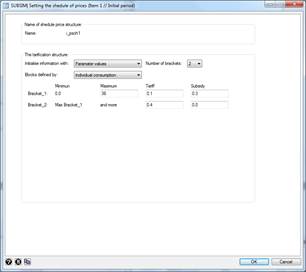 SUBSIM| Setting the shedule of prices (Item 1 // Initial period)
Name of shedule price structure
Name: i_psch1
The tarification structure:
Initialise information with: Parameter values Number of brackets: 2
Blocks defined by: Individual consumption
Minimun Maximum Tariff Subsidy
Bracket_1 0.0 36 0.1 0.3
Bracket_2 Max Bracket_1 and more 0.4 0.0
OK Cancel